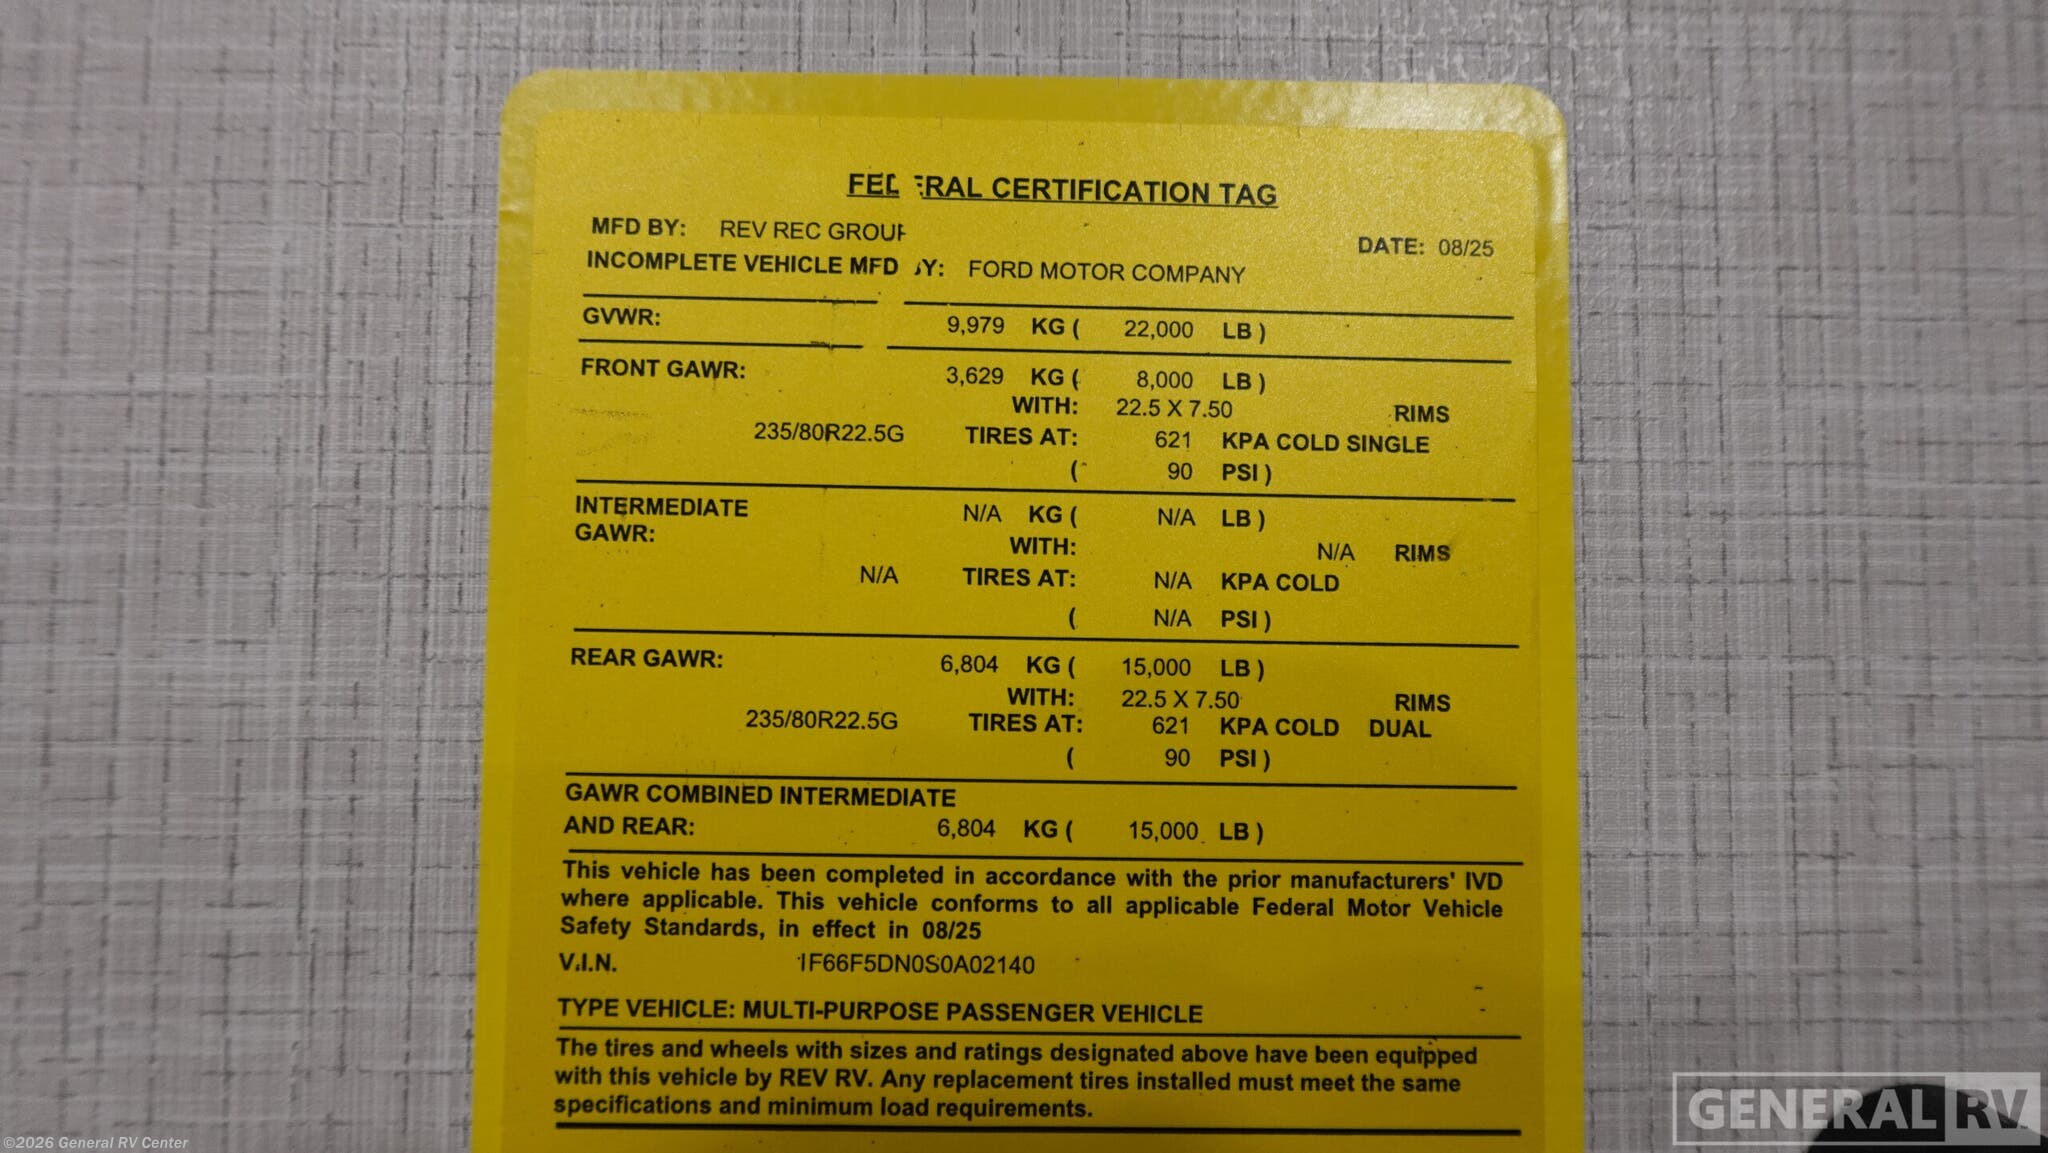 FEDERAL CERTIFICATION TAG
MFD BY: REV REC GROUP
DATE: 08/25
INCOMPLETE VEHICLE MFD BY: FORD MOTOR COMPANY
GVWR: 9,979 KG ( 22,000 LB )
FRONT GAWR: 3,629 KG ( 8,000 LB )
WITH: 22.5 X 7.50 RIMS
235/80R22.5G TIRES AT: 621 KPA COLD SINGLE
( 90 PSI )
INTERMEDIATE N/A KG ( N/A LB )
GAWR: WITH: N/A RIMS
N/A TIRES AT: N/A KPA COLD
( N/A PSI )
REAR GAWR: 6,804 KG ( 15,000 LB )
WITH: 22.5 X 7.50 RIMS
235/80R22.5G TIRES AT: 621 KPA COLD DUAL
( 90 PSI )
GAWR COMBINED INTERMEDIATE
AND REAR: 6,804 KG ( 15,000 LB )
This vehicle has been completed in accordance with the prior manufacturers' IVD
where applicable. This vehicle conforms to all applicable Federal Motor Vehicle
Safety Standards, in effect in 08/25
V.I.N. 1F66F5DN0S0A02140
TYPE VEHICLE: MULTI-PURPOSE PASSENGER VEHICLE
The tires and wheels with sizes and ratings designated above have been equipped
with this vehicle by REV RV. Any replacement tires installed must meet the same
specifications and minimum load requirements.
GENERAL RV
©2026 General RV Center